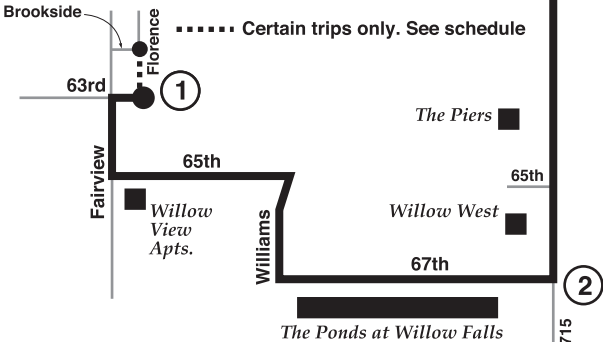 Brookside
Florence
Certain trips only. See schedule
63rd
1
The Piers
65th
65th
Fairview
Willow
View
Apts.
Willow West
Williams
67th
2
The Ponds at Willow Falls
715